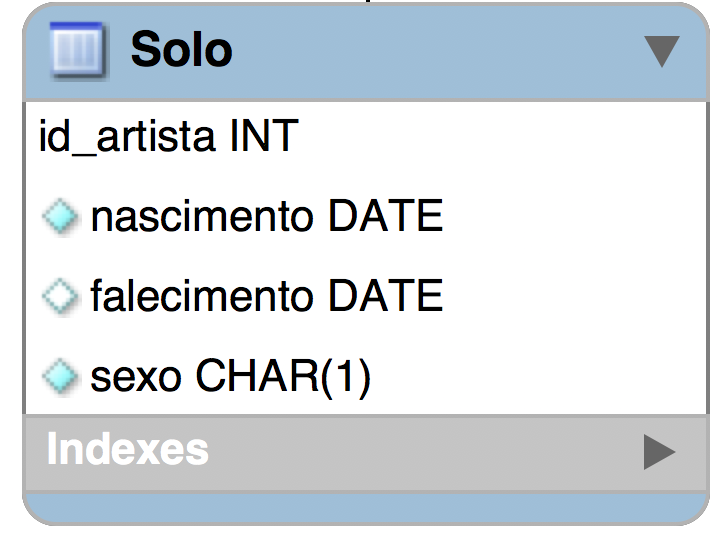 Solo
id_artista INT
nascimento DATE
falecimento DATE
sexo CHAR(1)
Indexes